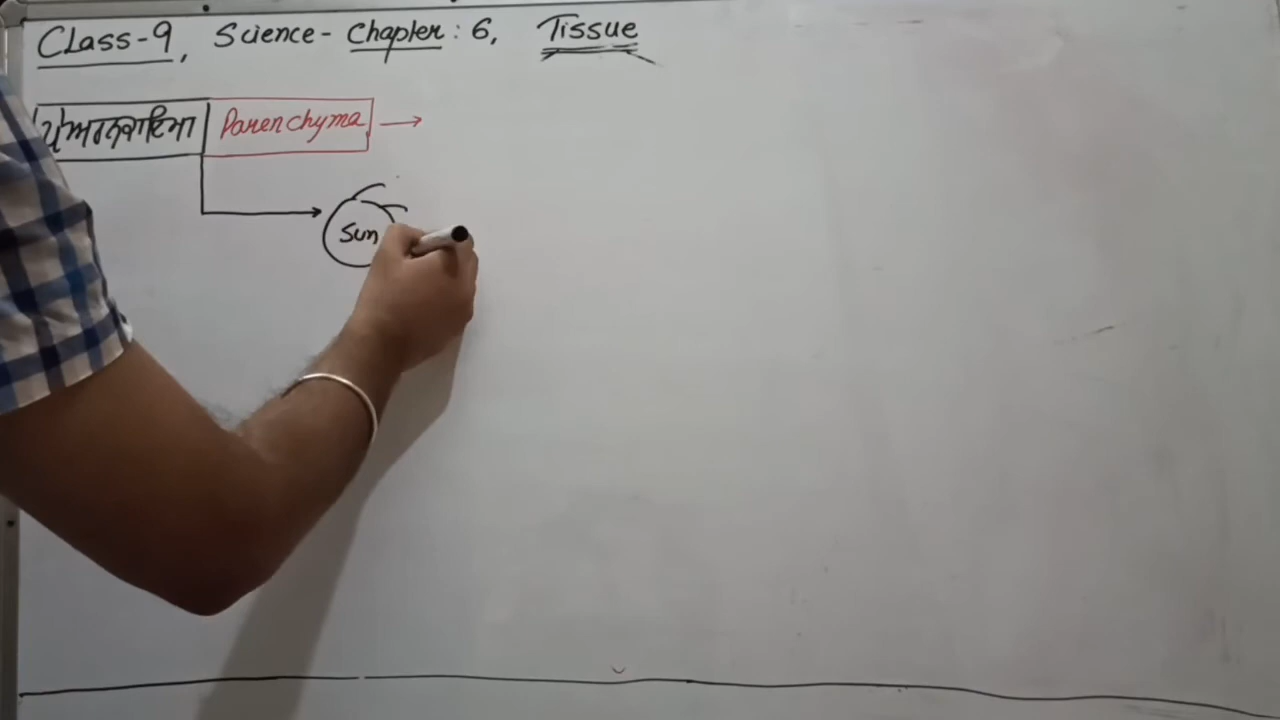 Class-9, Science- Chapter: 6, Tissue
Parenchyma →
Sun